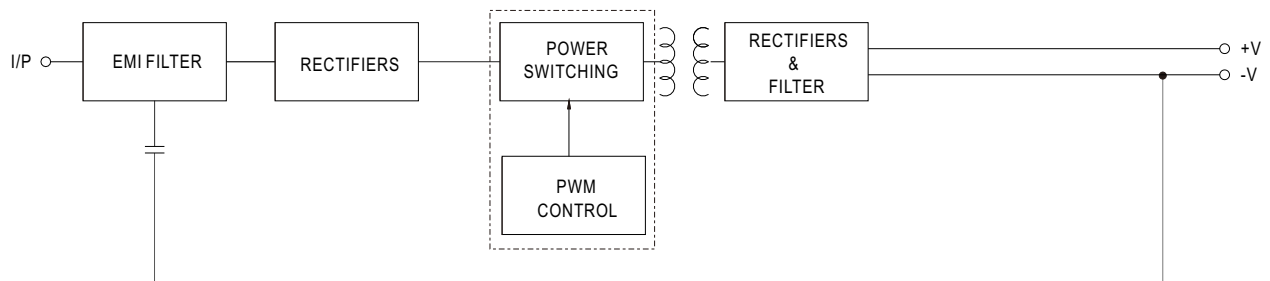 I/P
EMI FILTER
RECTIFIERS
POWER
SWITCHING
PWM
CONTROL
RECTIFIERS
&
FILTER
+V
-V